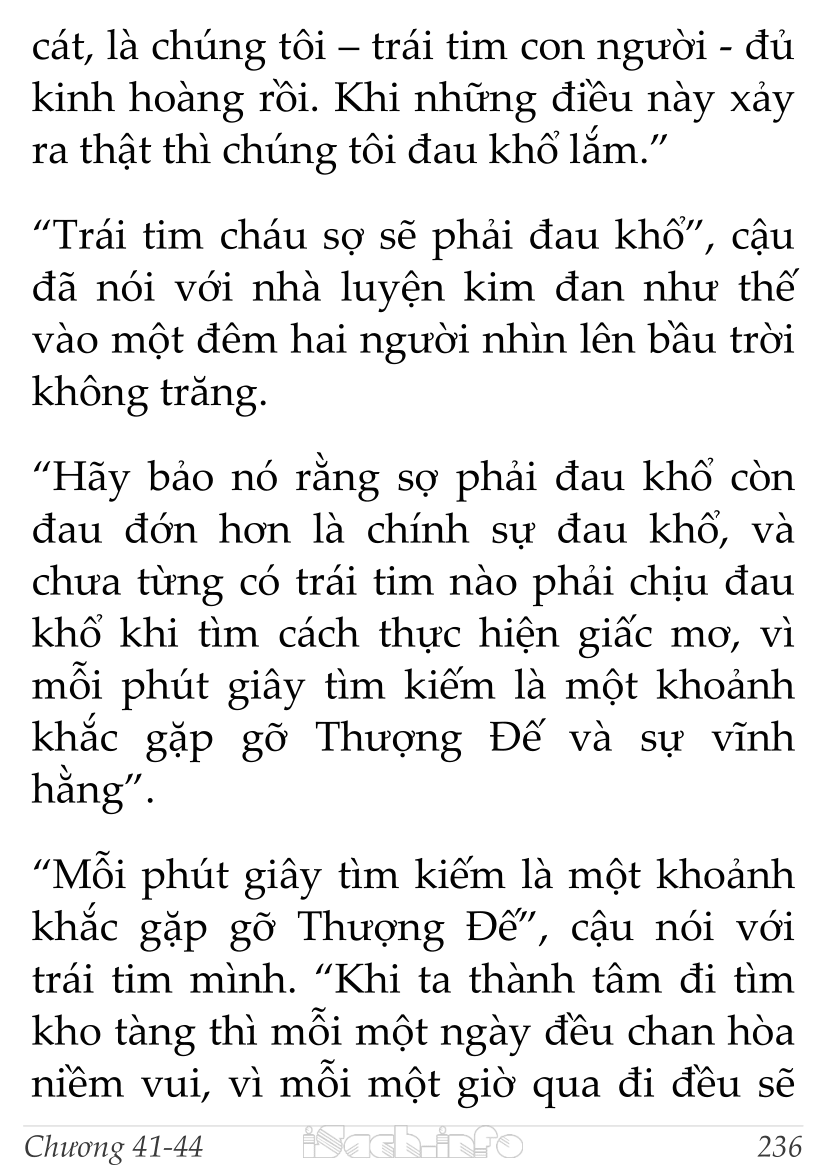 cát, là chúng tôi – trái tim con người - đủ
kinh hoàng rồi. Khi những điều này xảy
ra thật thì chúng tôi đau khổ lắm.”
“Trái tim cháu sợ sẽ phải đau khổ”, cậu
đã nói với nhà luyện kim đan như thế
vào một đêm hai người nhìn lên bầu trời
không trăng.
“Hãy bảo nó rằng sợ phải đau khổ còn
đau đớn hơn là chính sự đau khổ, và
chưa từng có trái tim nào phải chịu đau
khổ khi tìm cách thực hiện giấc mơ, vì
mỗi phút giây tìm kiếm là một khoảnh
khắc gặp gỡ Thượng Đế và sự vĩnh
hằng”.
“Mỗi phút giây tìm kiếm là một khoảnh
khắc gặp gỡ Thượng Đế”, cậu nói với
trái tim mình. “Khi ta thành tâm đi tìm
kho tàng thì mỗi một ngày đều chan hòa
niềm vui, vì mỗi một giờ qua đi đều sẽ
Chương 41-44 iSach.info 236